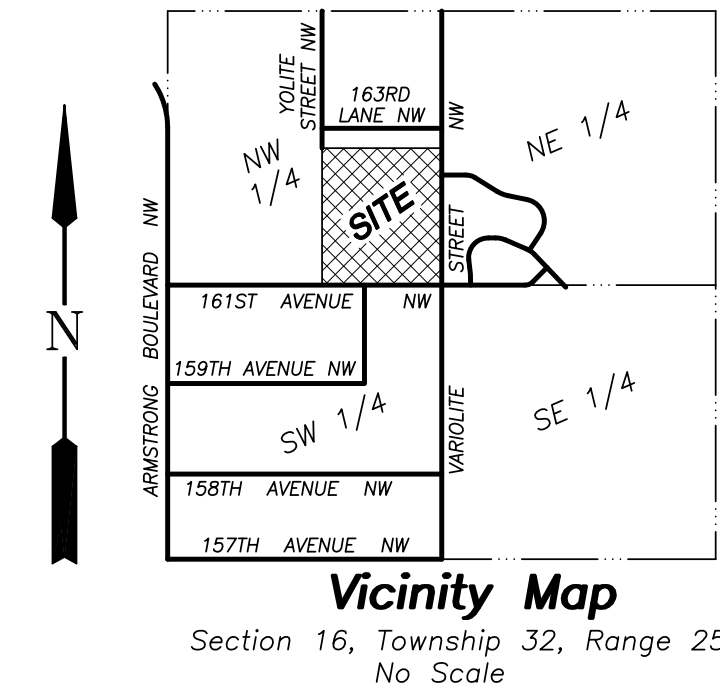 YOLITE
STREET NW
163RD
LANE NW
NW
NE 1/4
NW
1/4
SITE
STREET
NW
BOULEVARD
ARMSTRONG
161ST AVENUE NW
N
159TH AVENUE NW
SW 1/4
SE 1/4
VARIOLITE
158TH AVENUE NW
157TH AVENUE NW
Vicinity Map
Section 16, Township 32, Range 25
No Scale